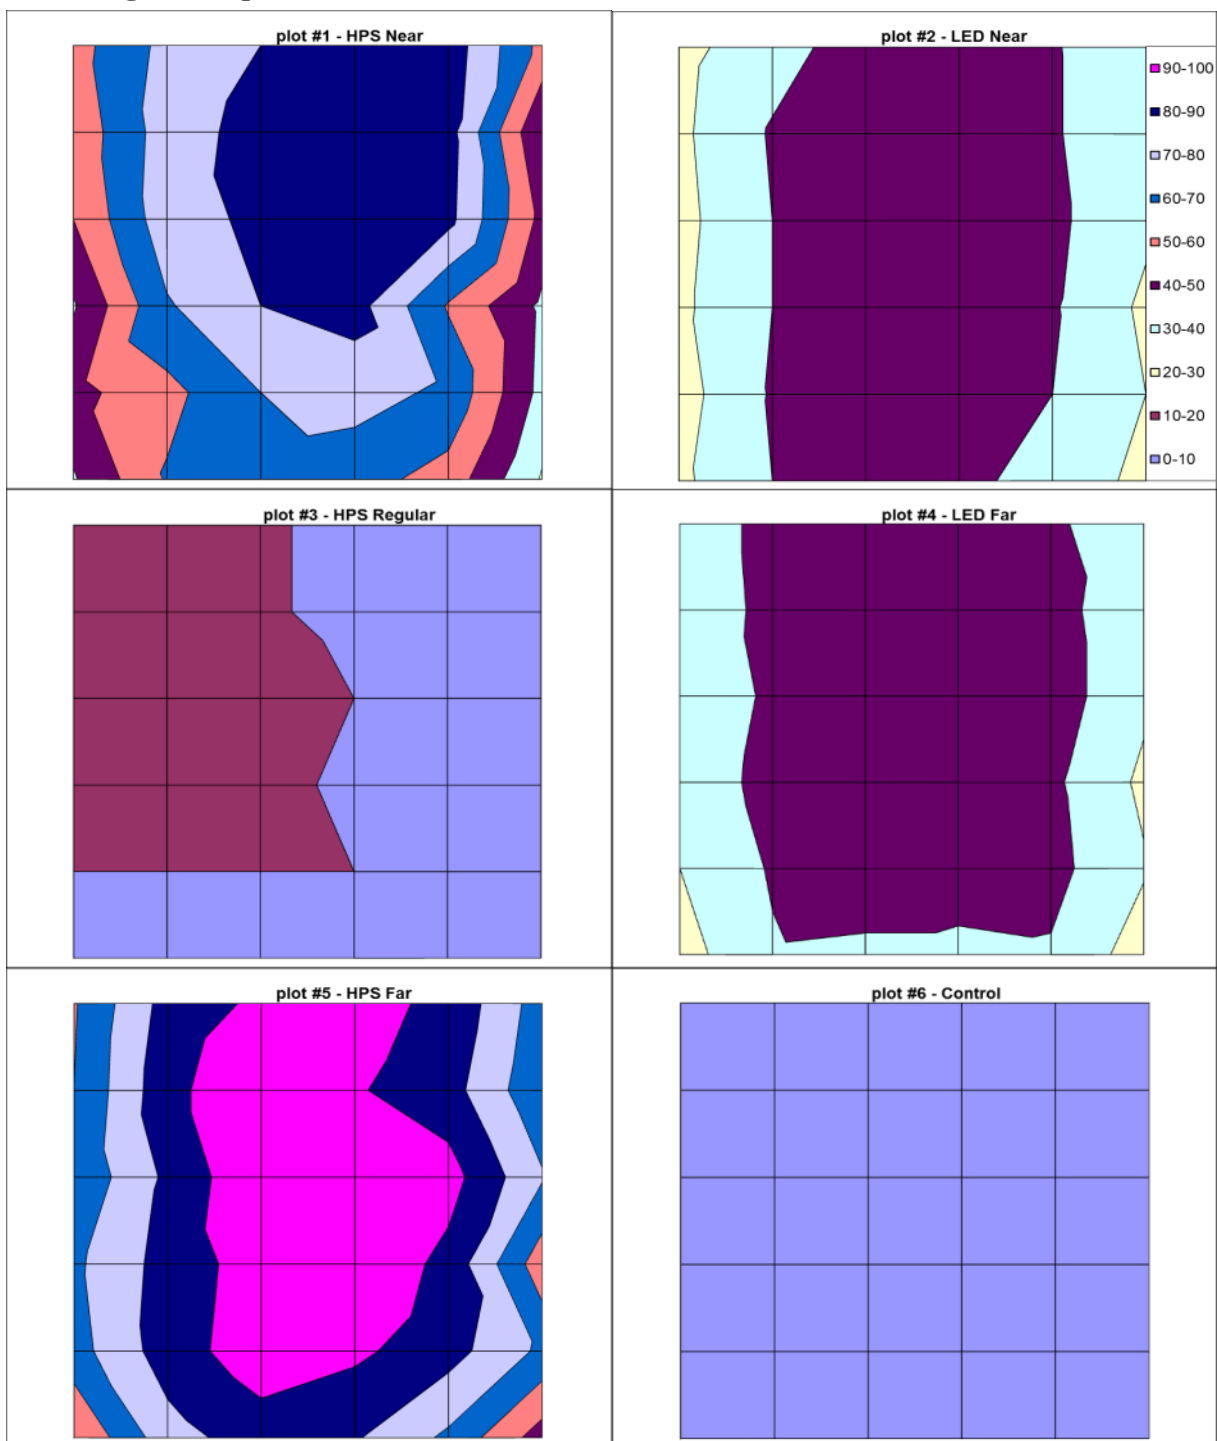 plot #1 - HPS Near
plot #2 - LED Near
90-100
80-90
70-80
60-70
50-60
40-50
30-40
20-30
10-20
0-10
plot #3 - HPS Regular
plot #4 - LED Far
plot #5 - HPS Far
plot #6 - Control